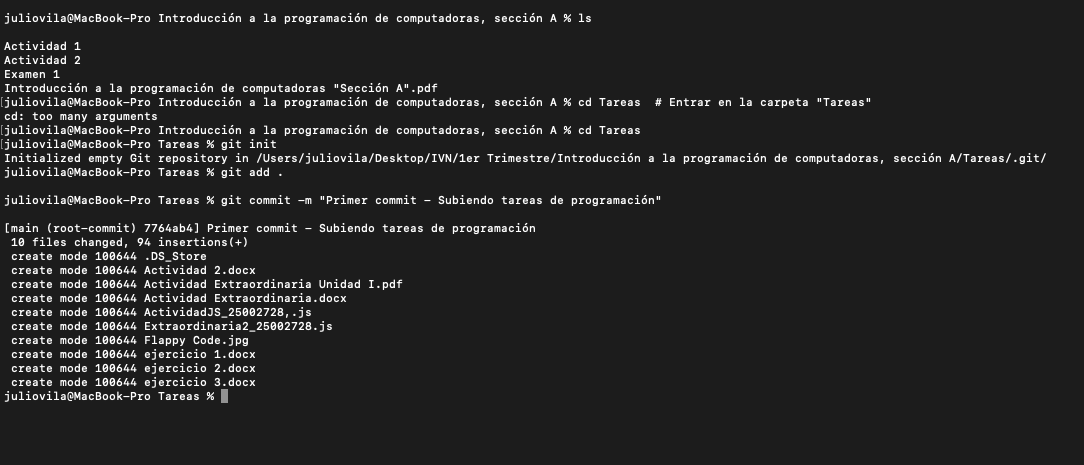 juliovila@MacBook-Pro Introducción a la programación de computadoras, sección A % ls
Actividad 1
Actividad 2
Examen 1
Introducción a la programación de computadoras "Sección A".pdf
[juliovila@MacBook-Pro Introducción a la programación de computadoras, sección A % cd Tareas  # Entrar en la carpeta "Tareas"
cd: too many arguments
[juliovila@MacBook-Pro Introducción a la programación de computadoras, sección A % cd Tareas
[juliovila@MacBook-Pro Tareas % git init
Initialized empty Git repository in /Users/juliovila/Desktop/IVN/1er Trimestre/Introducción a la programación de computadoras, sección A/Tareas/.git/
juliovila@MacBook-Pro Tareas % git add .
juliovila@MacBook-Pro Tareas % git commit -m "Primer commit - Subiendo tareas de programación"
[main (root-commit) 7764ab4] Primer commit - Subiendo tareas de programación
 10 files changed, 94 insertions(+)
 create mode 100644 .DS_Store
 create mode 100644 Actividad 2.docx
 create mode 100644 Actividad Extraordinaria Unidad I.pdf
 create mode 100644 Actividad Extraordinaria.docx
 create mode 100644 ActividadJS_25002728,.js
 create mode 100644 Extraordinaria2_25002728.js
 create mode 100644 Flappy Code.jpg
 create mode 100644 ejercicio 1.docx
 create mode 100644 ejercicio 2.docx
 create mode 100644 ejercicio 3.docx
juliovila@MacBook-Pro Tareas %